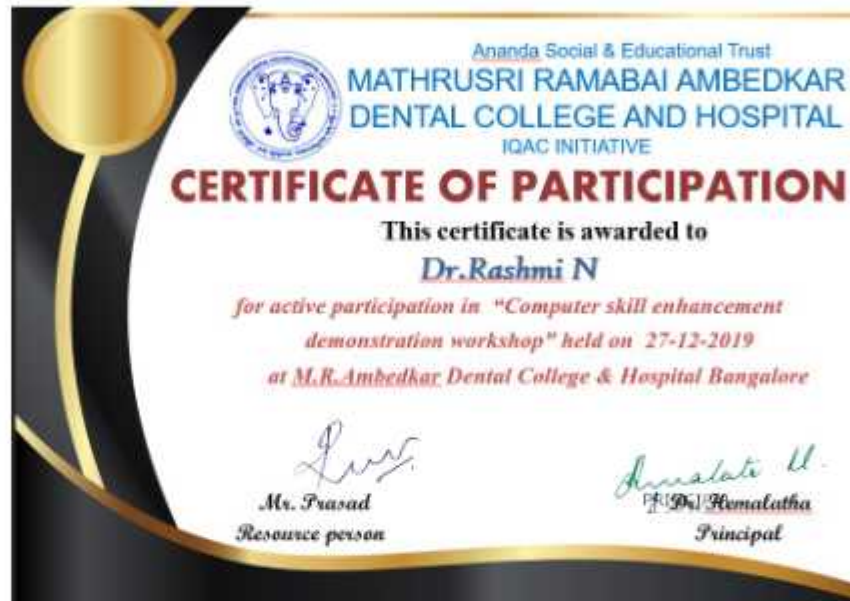 Ananda Social & Educational Trust
MATHRUSRI RAMABAI AMBEDKAR
DENTAL COLLEGE AND HOSPITAL
IQAC INITIATIVE
CERTIFICATE OF PARTICIPATION
This certificate is awarded to
Dr.Rashmi N
for active participation in "Computer skill enhancement
demonstration workshop" held on 27-12-2019
at M.R.Ambedkar Dental College & Hospital Bangalore
Mr. Prasad
Resource person
Dr. Hemalatha
Principal